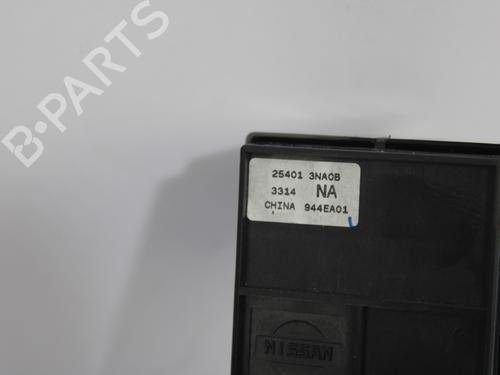 B-PARTS
25401 3NA0B
3314 NA
CHINA 944EA01
NISSAN